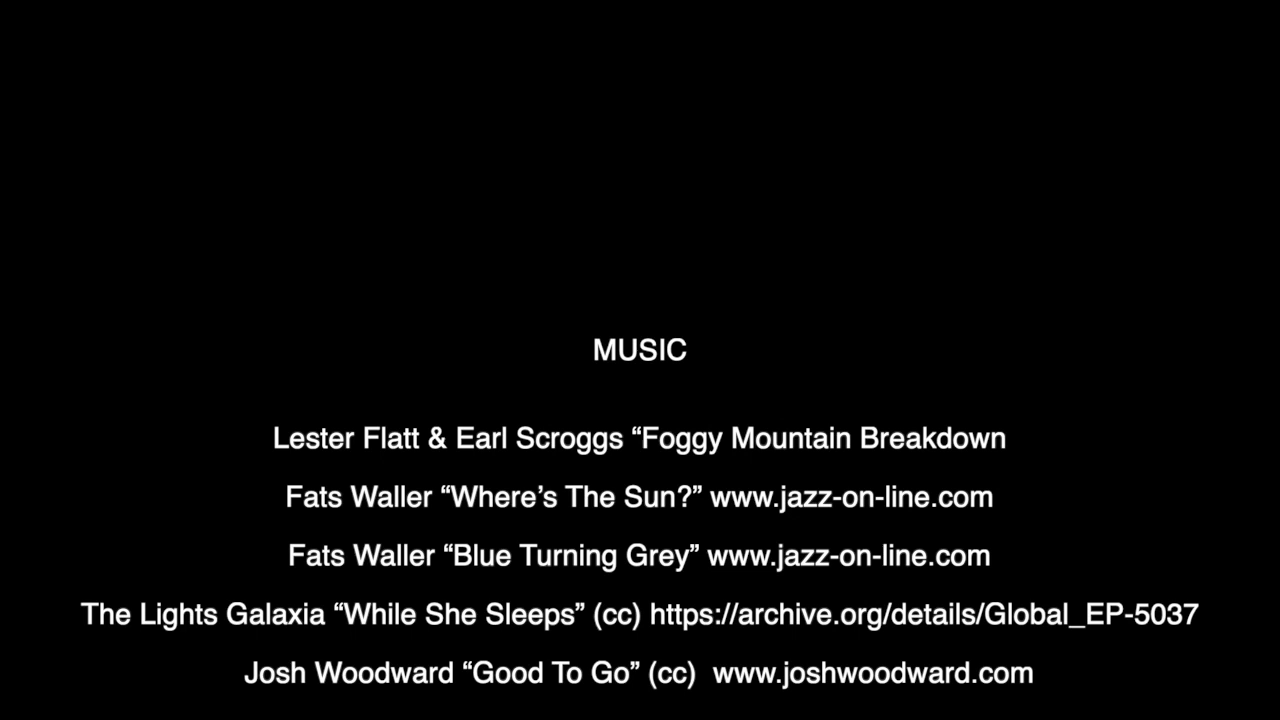 MUSIC
Lester Flatt & Earl Scroggs “Foggy Mountain Breakdown
Fats Waller “Where’s The Sun?” www.jazz-on-line.com
Fats Waller “Blue Turning Grey” www.jazz-on-line.com
The Lights Galaxia “While She Sleeps” (cc) https://archive.org/details/Global_EP-5037
Josh Woodward “Good To Go” (cc)  www.joshwoodward.com